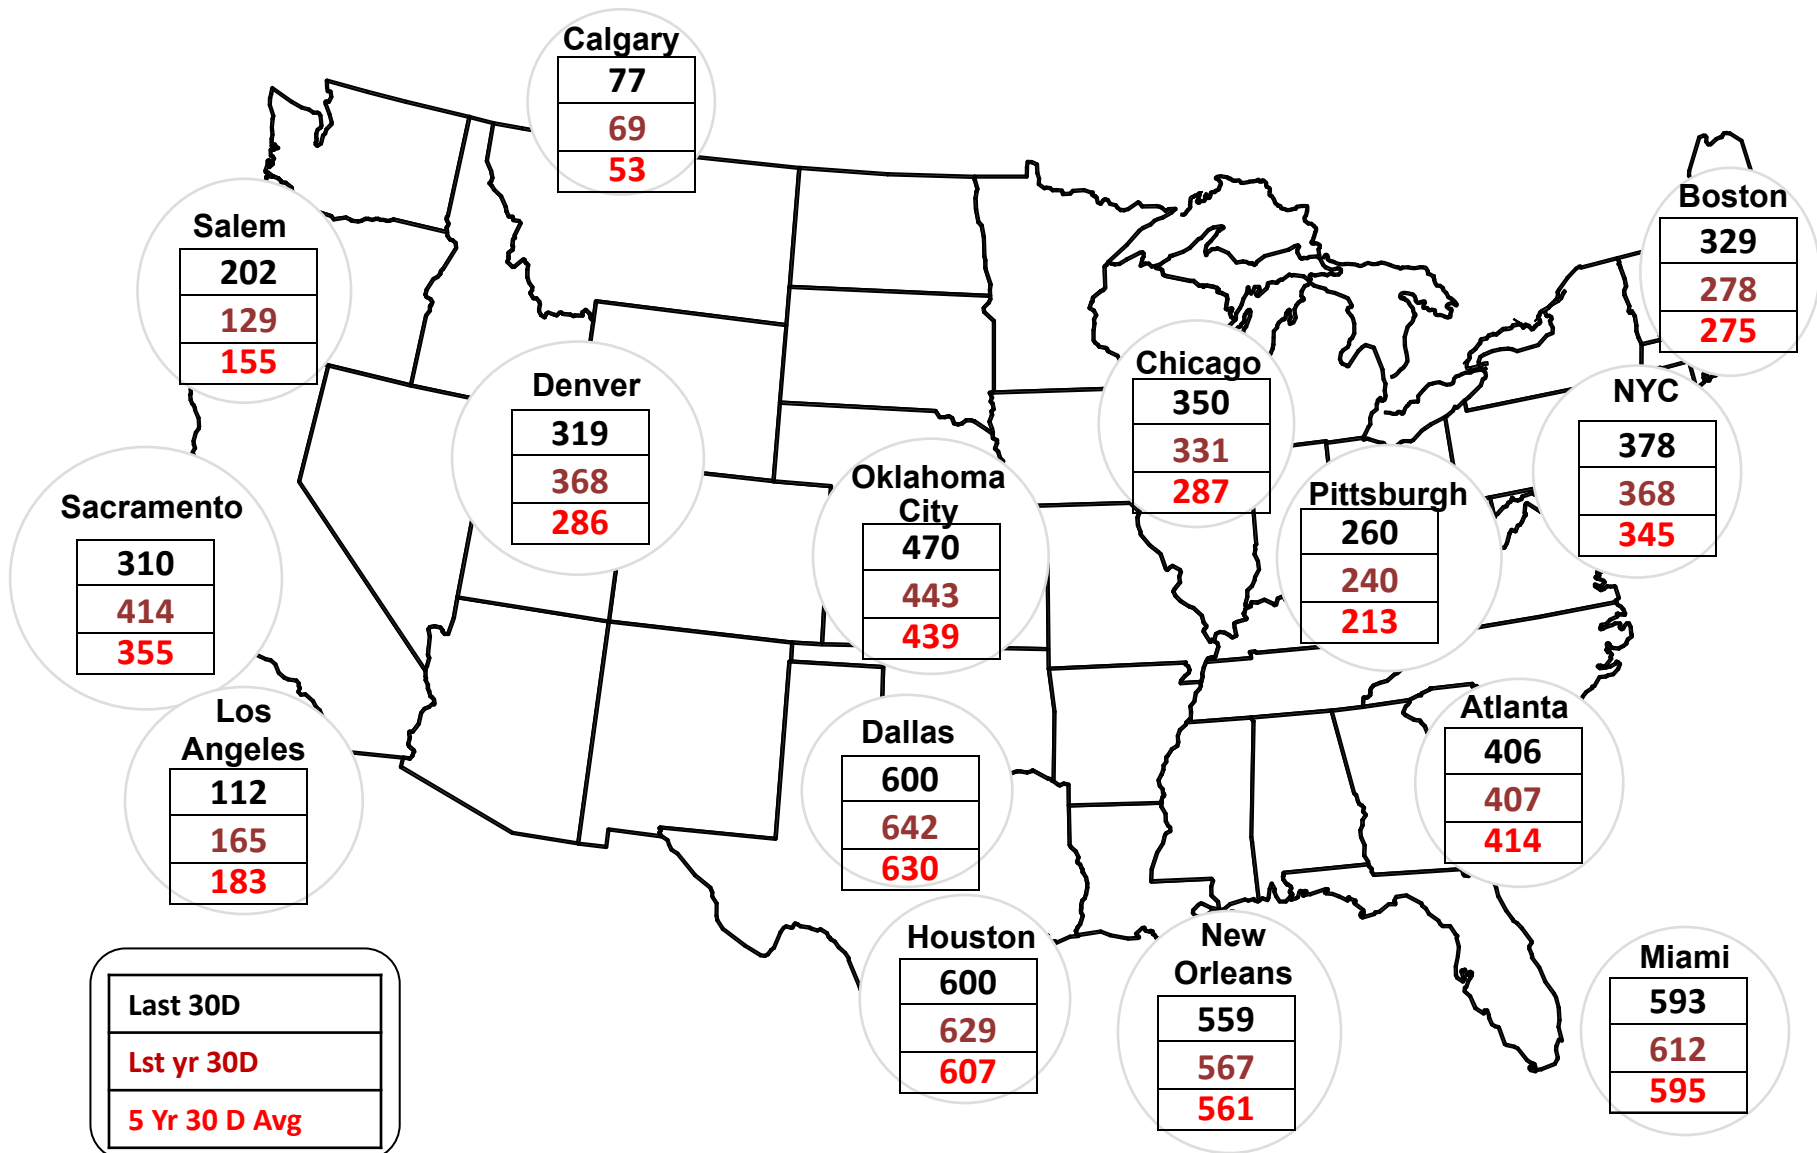 Calgary
77
69
53
Salem
202
129
155
Boston
329
278
275
Denver
319
368
286
Chicago
350
331
287
NYC
378
368
345
Oklahoma
City
470
443
439
Pittsburgh
260
240
213
Sacramento
310
414
355
Los
Angeles
112
165
183
Dallas
600
642
630
Atlanta
406
407
414
Houston
600
629
607
New
Orleans
559
567
561
Miami
593
612
595
Last 30D
Lst yr 30D
5 Yr 30 D Avg